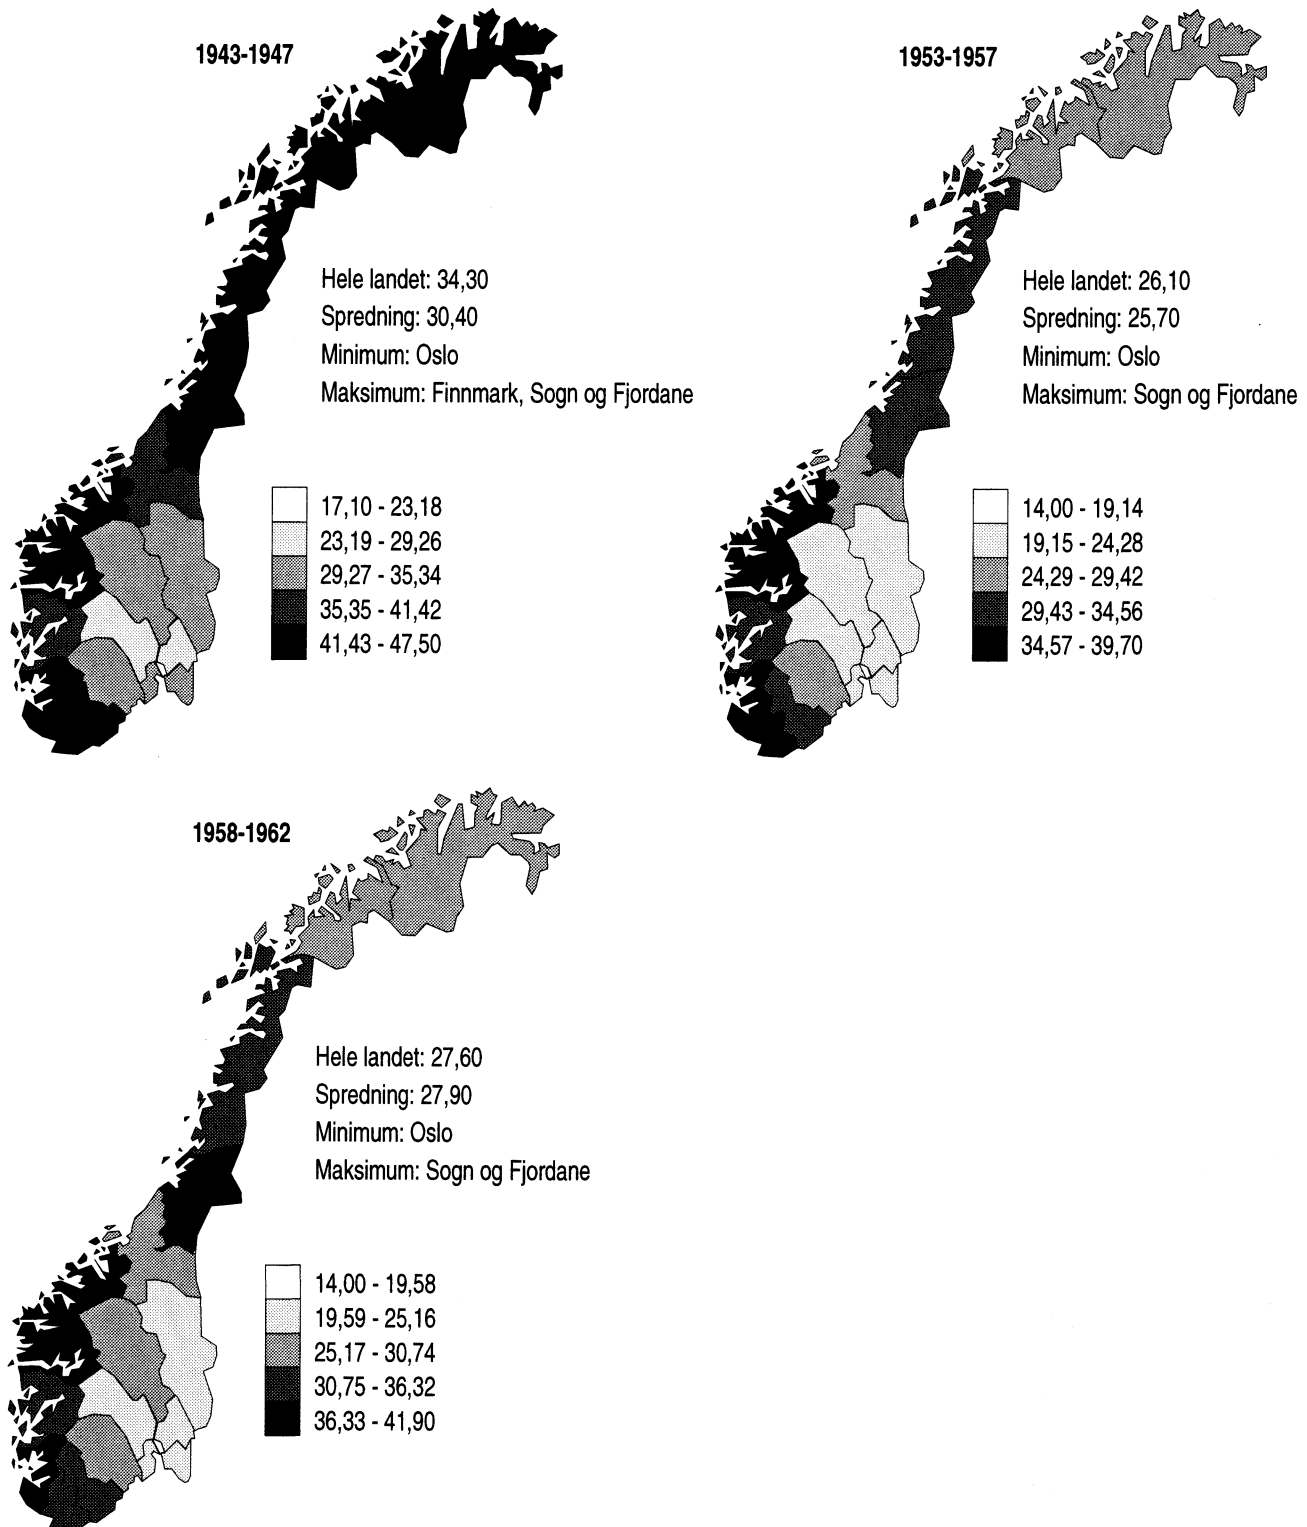 1943-1947
Hele landet: 34,30
Spredning: 30,40
Minimum: Oslo
Maksimum: Finnmark, Sogn og Fjordane
17,10 - 23,18
23,19 - 29,26
29,27 - 35,34
35,35 - 41,42
41,43 - 47,50
1953-1957
Hele landet: 26,10
Spredning: 25,70
Minimum: Oslo
Maksimum: Sogn og Fjordane
14,00 - 19,14
19,15 - 24,28
24,29 - 29,42
29,43 - 34,56
34,57 - 39,70
1958-1962
Hele landet: 27,60
Spredning: 27,90
Minimum: Oslo
Maksimum: Sogn og Fjordane
14,00 - 19,58
19,59 - 25,16
25,17 - 30,74
30,75 - 36,32
36,33 - 41,90